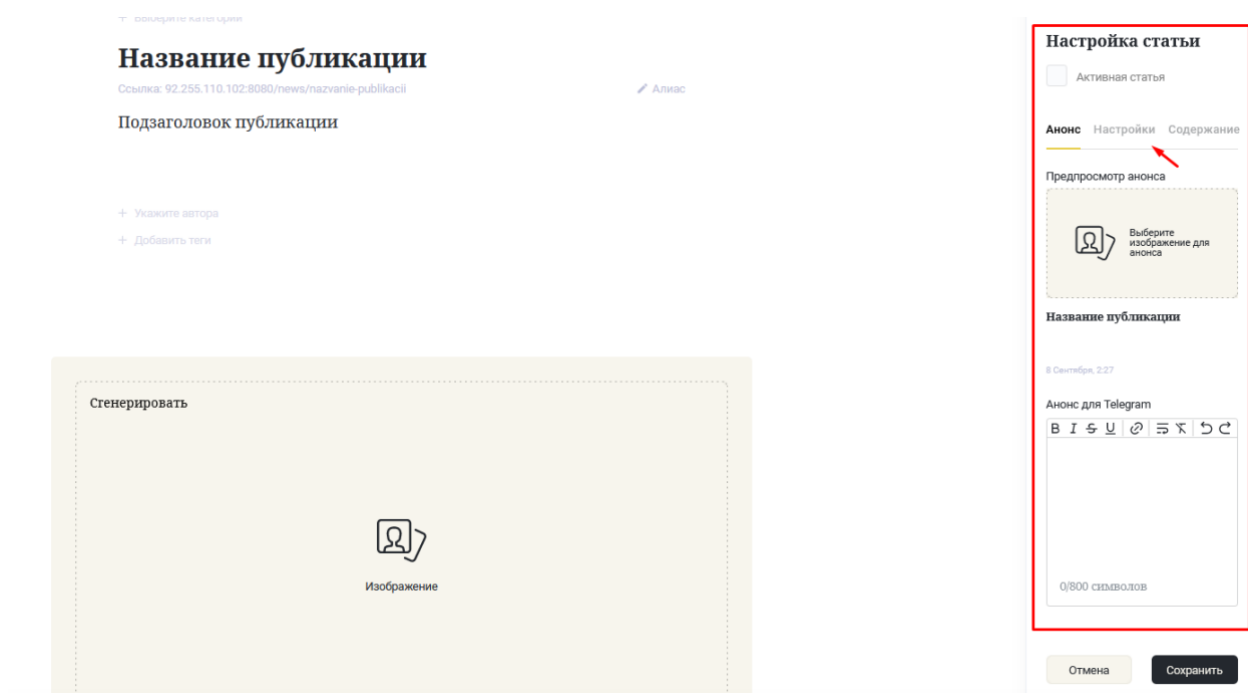 + Выберите категории
Название публикации
Ссылка: 92.255.110.102:8080/news/nazvanie-publikacii
Алиас
Подзаголовок публикации
+ Укажите автора
+ Добавить теги
Сгенерировать
Изображение
Настройка статьи
Активная статья
Анонс Настройки Содержание
Предпросмотр анонса
Выберите
изображение для
анонса
Название публикации
8 Сентября, 2:27
Анонс для Telegram
B I S U
0/800 символов
Отмена Сохранить